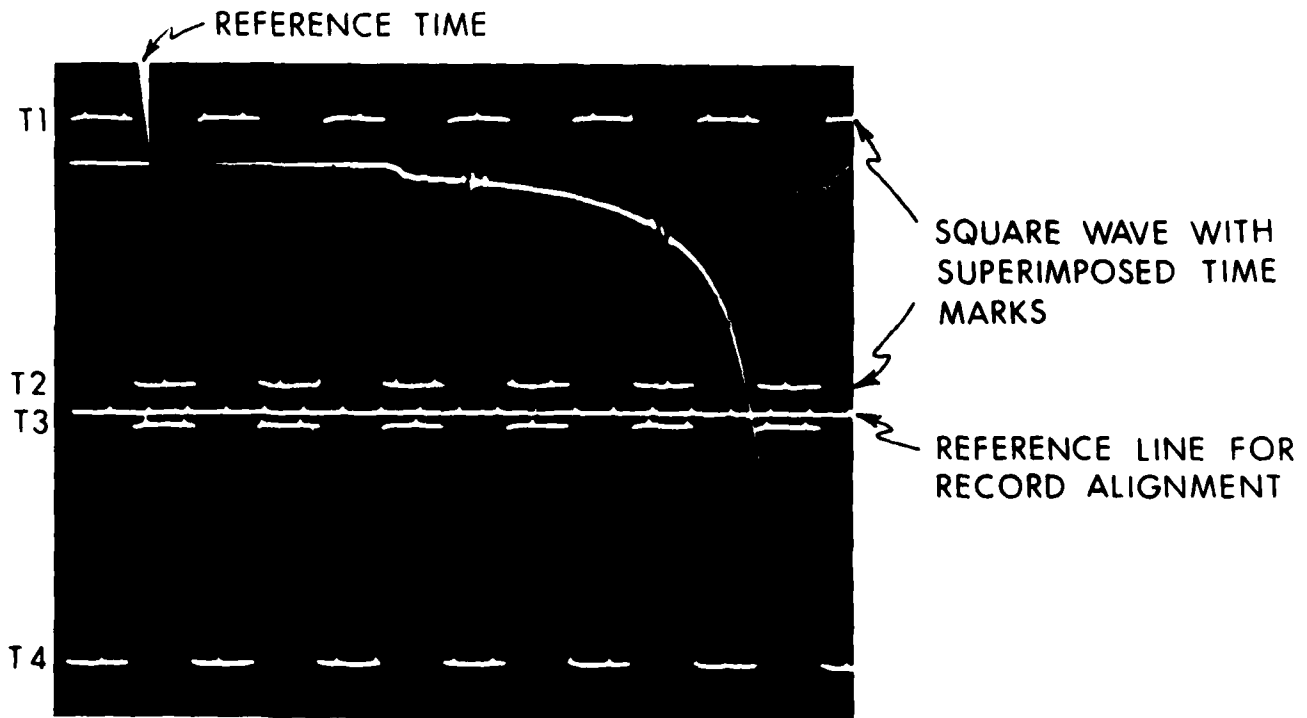 REFERENCE TIME
T1
SQUARE WAVE WITH
SUPERIMPOSED TIME
MARKS
T2
T3
REFERENCE LINE FOR
RECORD ALIGNMENT
T4